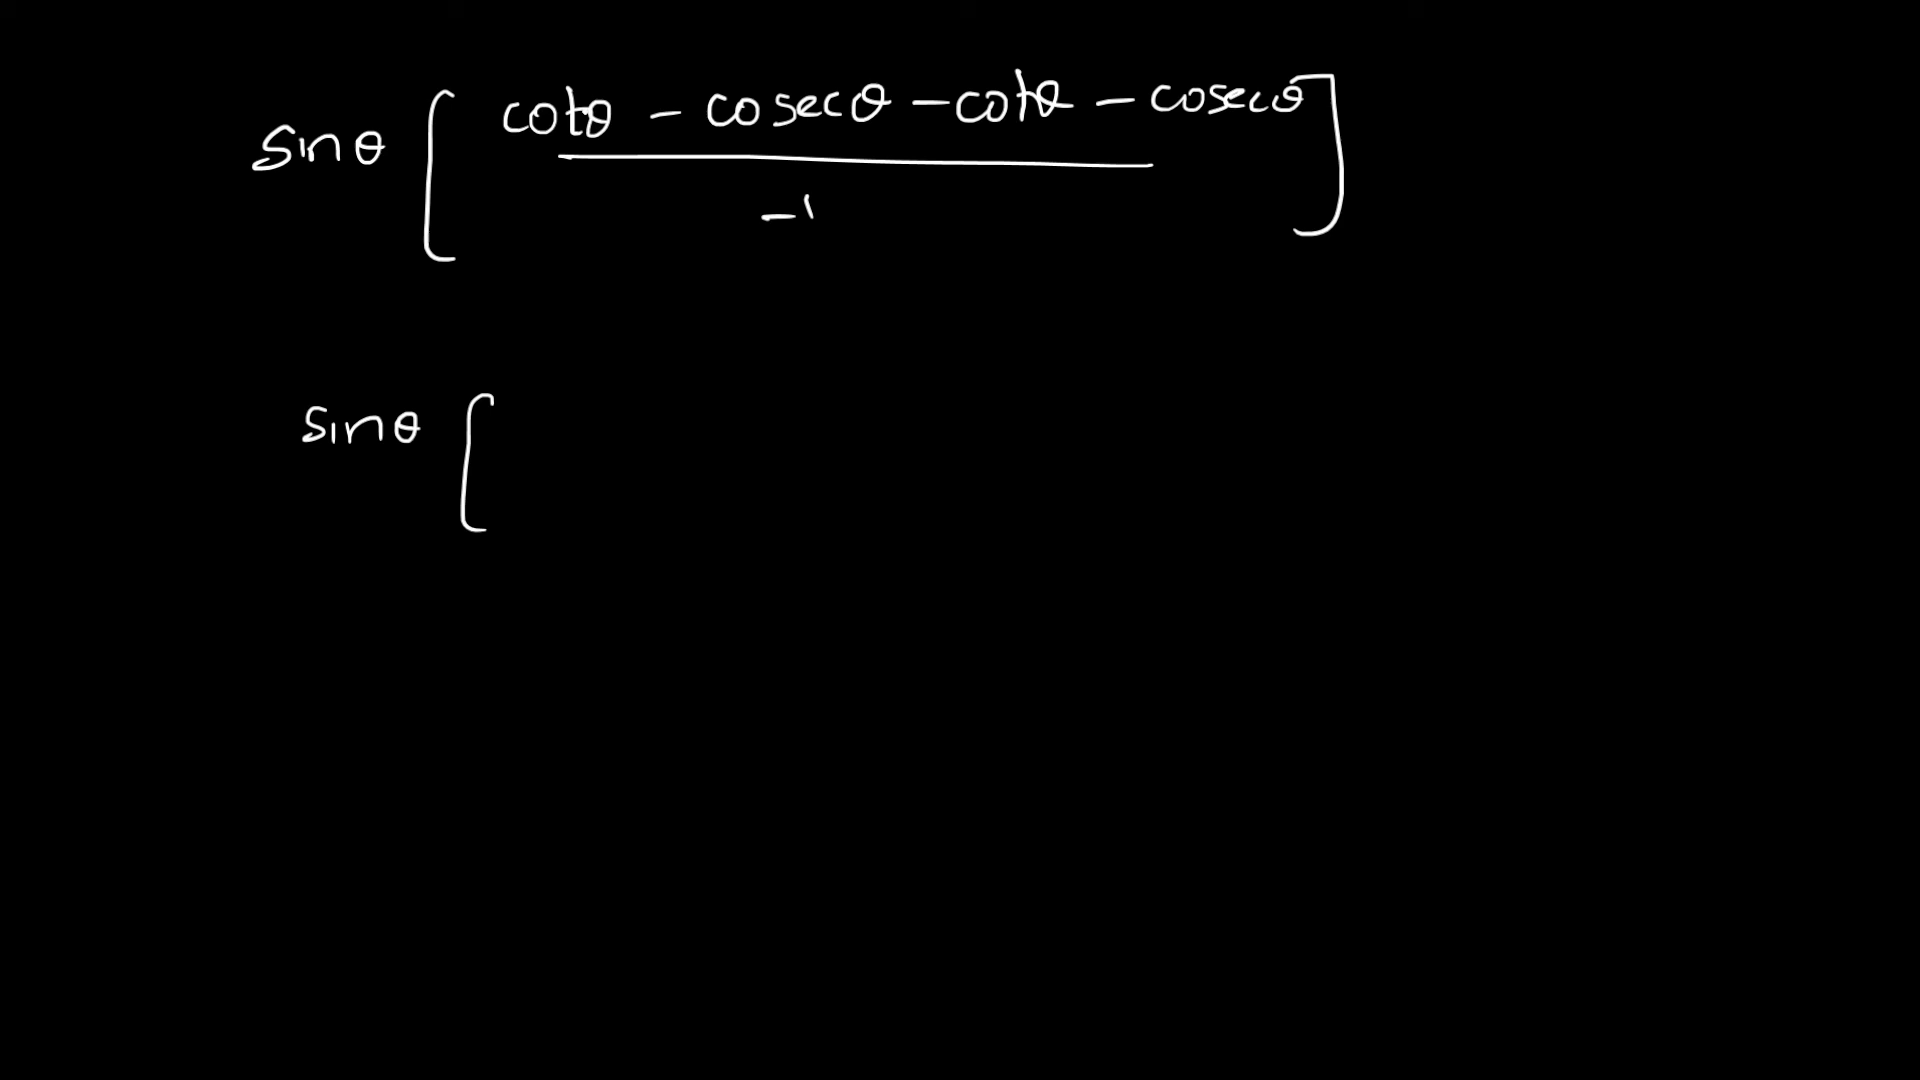 sinθ [ cotθ - cosecθ - cotθ - cosecθ ]
-1
sinθ [